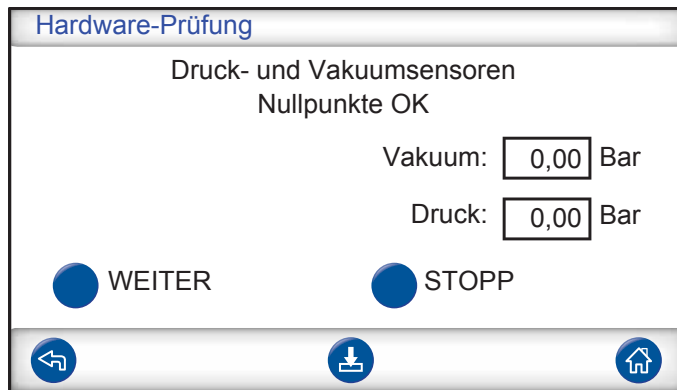 Hardware-Prüfung
Druck- und Vakuumsensoren
Nullpunkte OK
Vakuum: 0,00 Bar
Druck: 0,00 Bar
WEITER STOPP